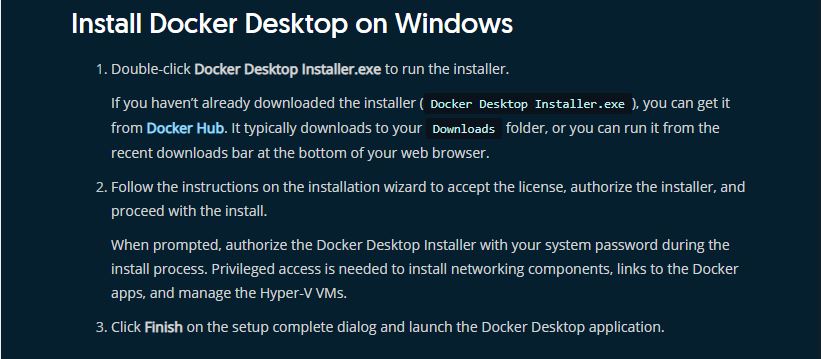 Install Docker Desktop on Windows
1. Double-click Docker Desktop Installer.exe to run the installer.
If you haven’t already downloaded the installer ( Docker Desktop Installer.exe ), you can get it
from Docker Hub. It typically downloads to your Downloads folder, or you can run it from the
recent downloads bar at the bottom of your web browser.
2. Follow the instructions on the installation wizard to accept the license, authorize the installer, and
proceed with the install.
When prompted, authorize the Docker Desktop Installer with your system password during the
install process. Privileged access is needed to install networking components, links to the Docker
apps, and manage the Hyper-V VMs.
3. Click Finish on the setup complete dialog and launch the Docker Desktop application.